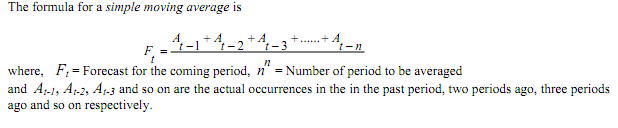 The formula for a simple moving average is
F_t = (A_{t-1} + A_{t-2} + A_{t-3} + ...... + A_{t-n}) / n
where, F_t = Forecast for the coming period, n = Number of period to be averaged
and A_{t-1}, A_{t-2}, A_{t-3} and so on are the actual occurrences in the in the past period, two periods ago, three periods
ago and so on respectively.